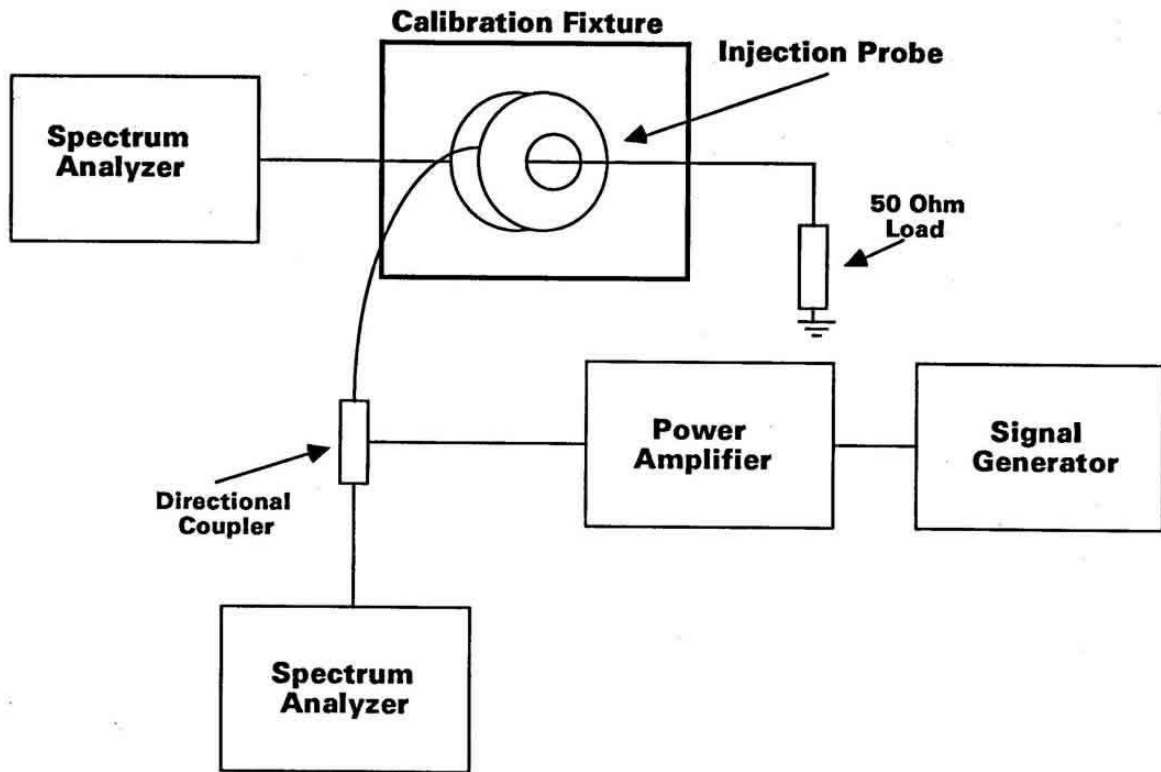 Calibration Fixture
Injection Probe
Spectrum
Analyzer
50 Ohm
Load
Power
Amplifier
Signal
Generator
Directional
Coupler
Spectrum
Analyzer